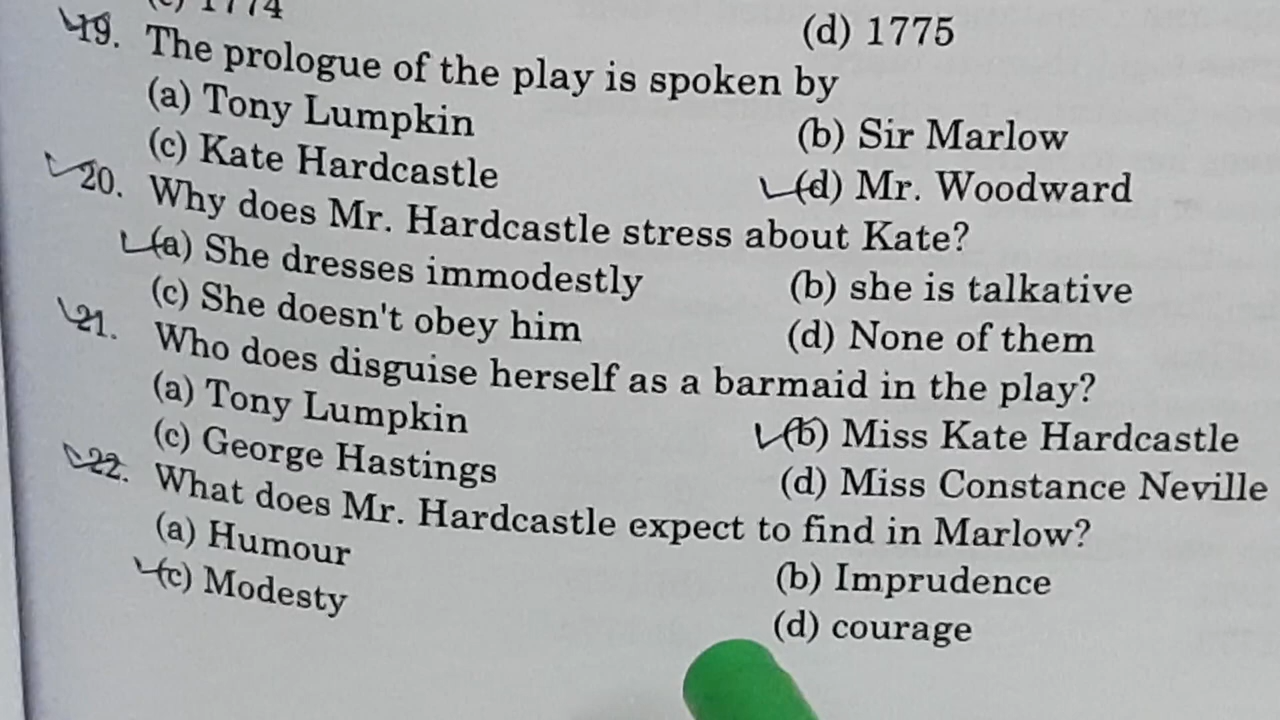 (c) 1774
(d) 1775
19. The prologue of the play is spoken by
(a) Tony Lumpkin (b) Sir Marlow
(c) Kate Hardcastle (d) Mr. Woodward
20. Why does Mr. Hardcastle stress about Kate?
(a) She dresses immodestly (b) she is talkative
(c) She doesn't obey him (d) None of them
21. Who does disguise herself as a barmaid in the play?
(a) Tony Lumpkin (b) Miss Kate Hardcastle
(c) George Hastings (d) Miss Constance Neville
22. What does Mr. Hardcastle expect to find in Marlow?
(a) Humour (b) Imprudence
(c) Modesty (d) courage